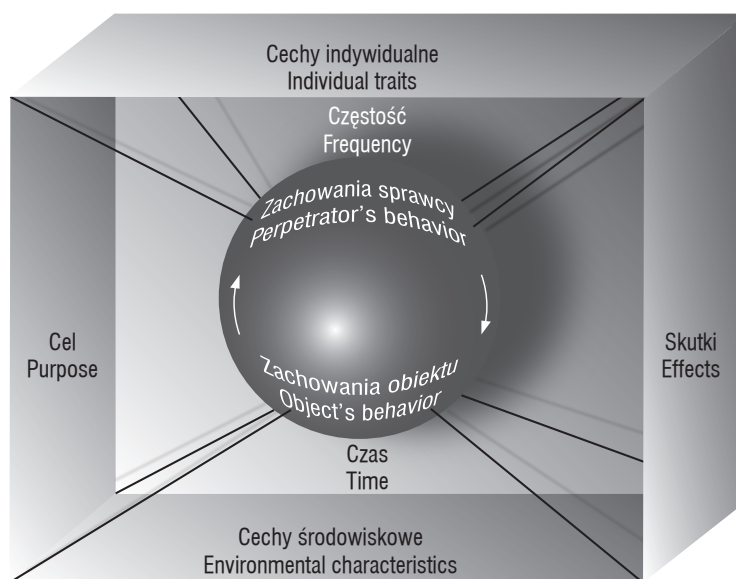 Cechy indywidualne
Individual traits
Częstość
Frequency
Zachowania sprawcy
Perpetrator's behavior
Cel
Purpose
Skutki
Effects
Zachowania obiektu
Object's behavior
Czas
Time
Cechy środowiskowe
Environmental characteristics